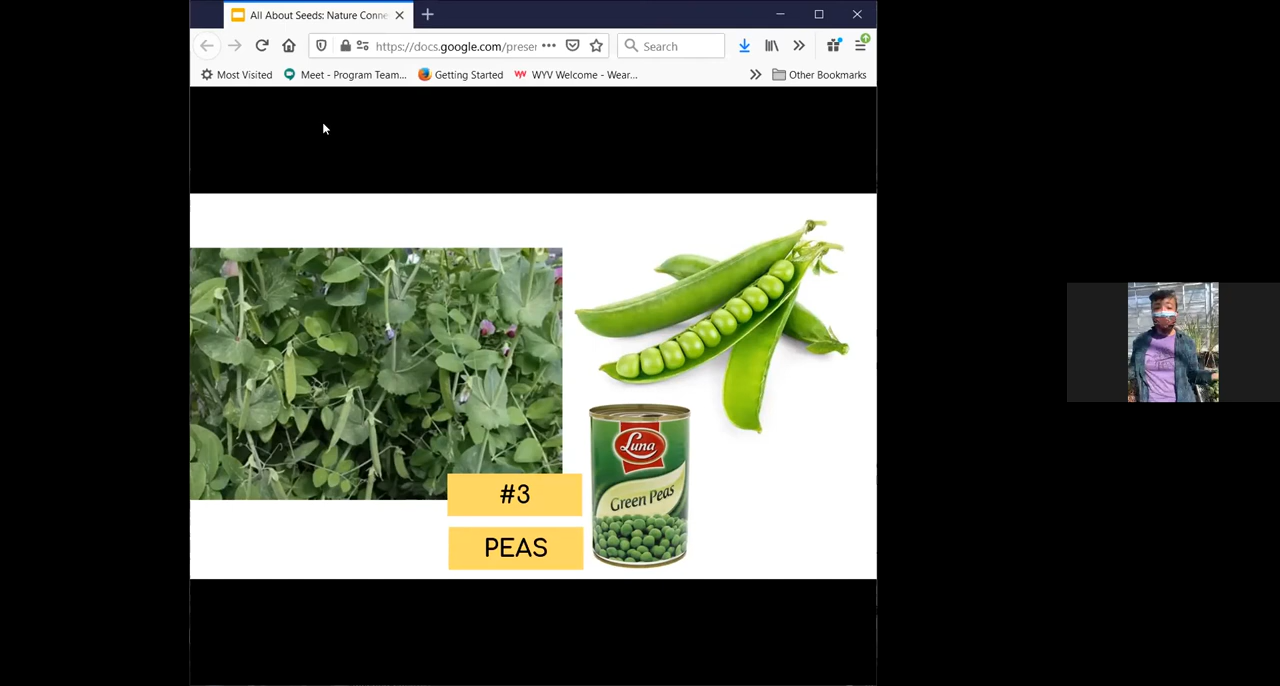 All About Seeds: Nature Conne
https://docs.google.com/preser
Search
Most Visited
Meet - Program Team...
Getting Started
WYV Welcome - Wear...
Other Bookmarks
Luna
Green Peas
#3
PEAS